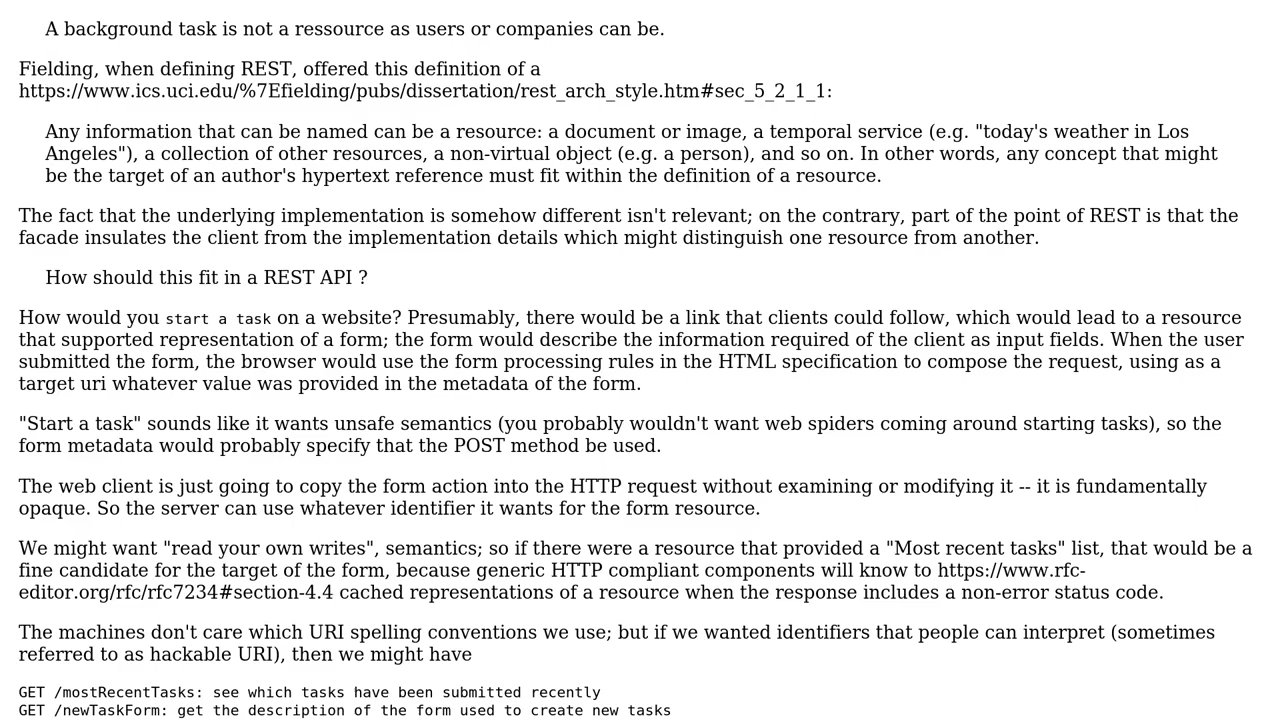 A background task is not a ressource as users or companies can be.
Fielding, when defining REST, offered this definition of a
https://www.ics.uci.edu/%7Efielding/pubs/dissertation/rest_arch_style.htm#sec_5_2_1_1:
Any information that can be named can be a resource: a document or image, a temporal service (e.g. "today's weather in Los
Angeles"), a collection of other resources, a non-virtual object (e.g. a person), and so on. In other words, any concept that might
be the target of an author's hypertext reference must fit within the definition of a resource.
The fact that the underlying implementation is somehow different isn't relevant; on the contrary, part of the point of REST is that the
facade insulates the client from the implementation details which might distinguish one resource from another.
How should this fit in a REST API ?
How would you start a task on a website? Presumably, there would be a link that clients could follow, which would lead to a resource
that supported representation of a form; the form would describe the information required of the client as input fields. When the user
submitted the form, the browser would use the form processing rules in the HTML specification to compose the request, using as a
target uri whatever value was provided in the metadata of the form.
"Start a task" sounds like it wants unsafe semantics (you probably wouldn't want web spiders coming around starting tasks), so the
form metadata would probably specify that the POST method be used.
The web client is just going to copy the form action into the HTTP request without examining or modifying it -- it is fundamentally
opaque. So the server can use whatever identifier it wants for the form resource.
We might want "read your own writes", semantics; so if there were a resource that provided a "Most recent tasks" list, that would be a
fine candidate for the target of the form, because generic HTTP compliant components will know to https://www.rfc-
editor.org/rfc/rfc7234#section-4.4 cached representations of a resource when the response includes a non-error status code.
The machines don't care which URI spelling conventions we use; but if we wanted identifiers that people can interpret (sometimes
referred to as hackable URI), then we might have
GET /mostRecentTasks: see which tasks have been submitted recently
GET /newTaskForm: get the description of the form used to create new tasks